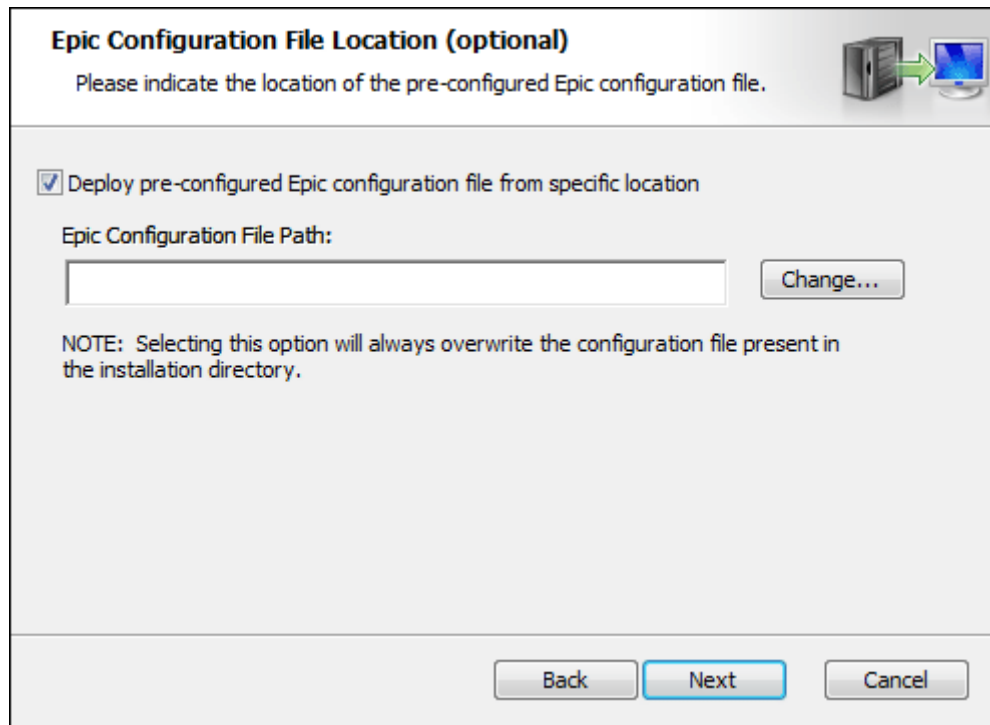 Epic Configuration File Location (optional)
Please indicate the location of the pre-configured Epic configuration file.
Deploy pre-configured Epic configuration file from specific location
Epic Configuration File Path:
Change...
NOTE:  Selecting this option will always overwrite the configuration file present in
the installation directory.
Back
Next
Cancel